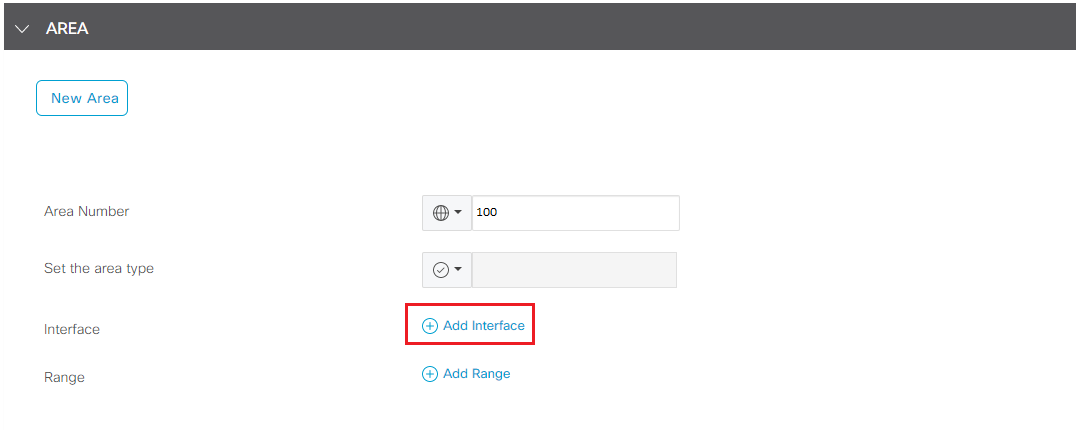 AREA
New Area
Area Number
100
Set the area type
Interface
Add Interface
Range
Add Range